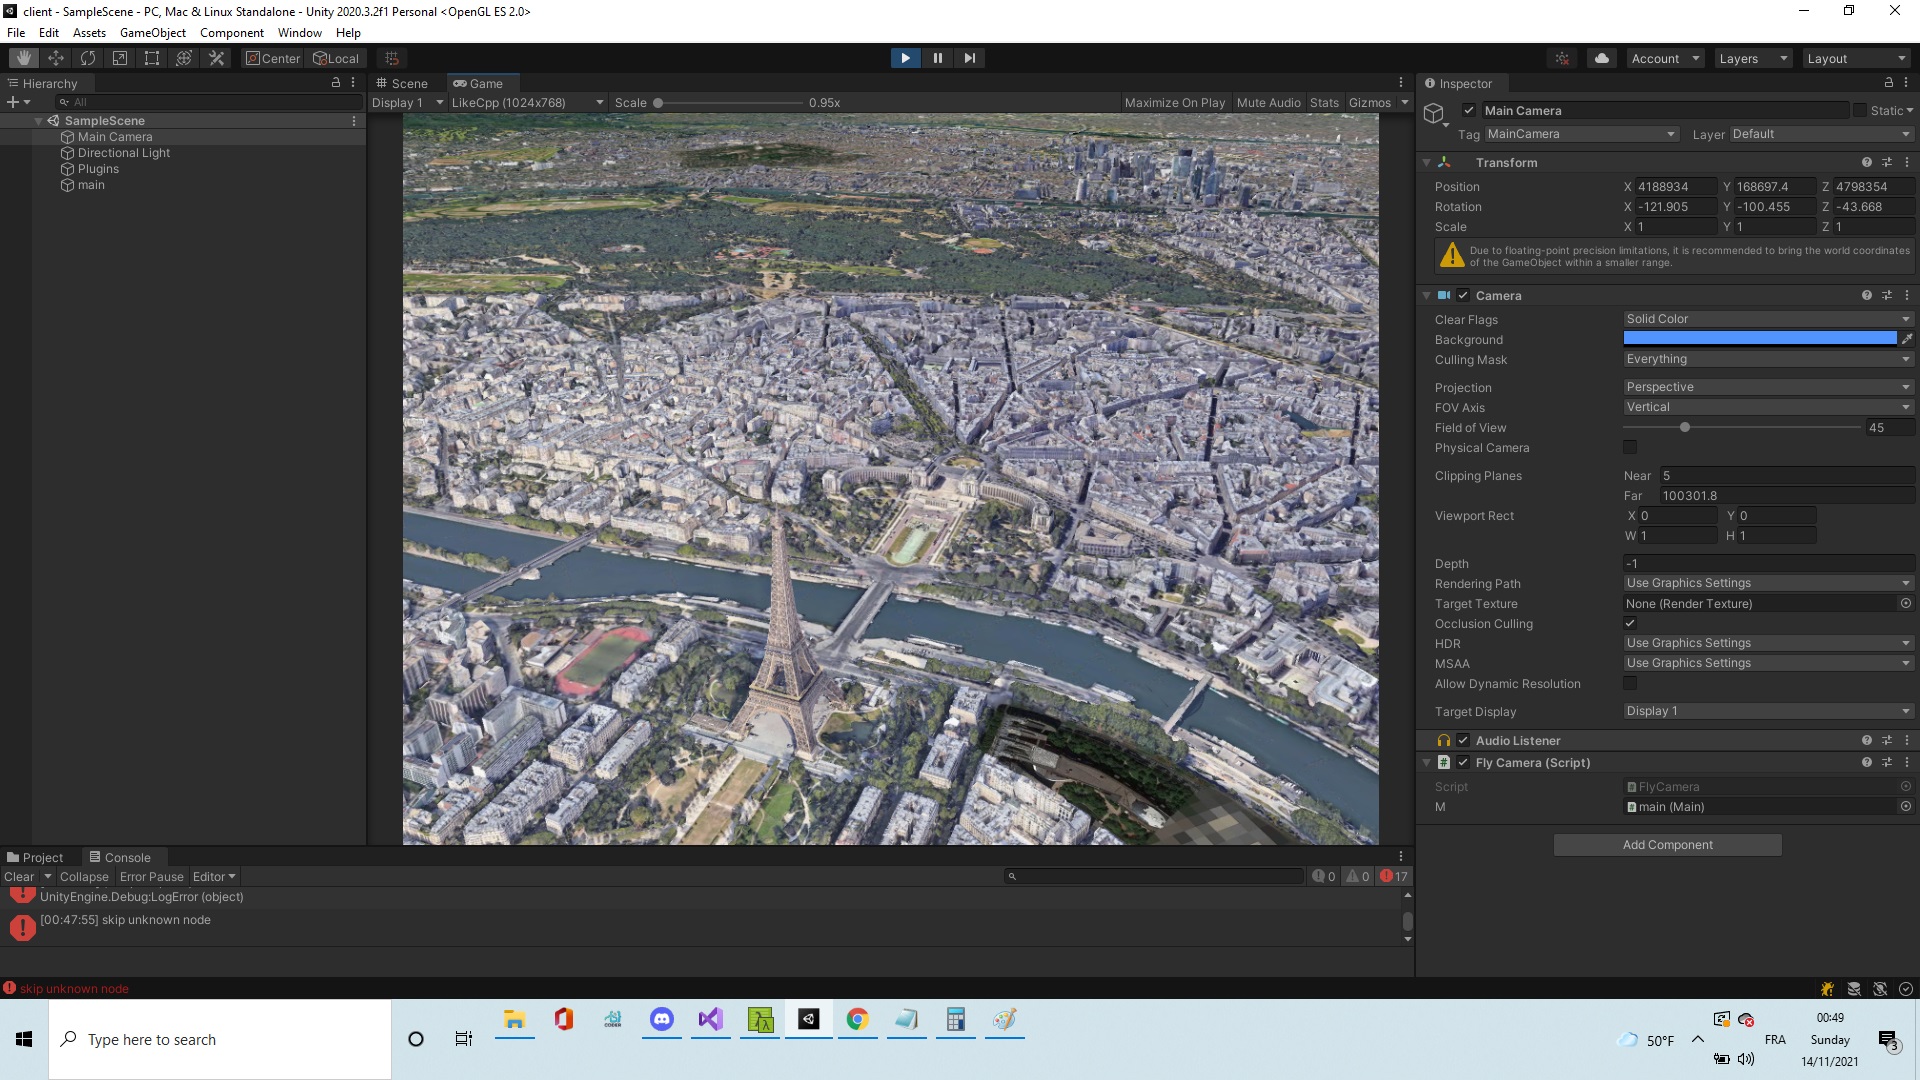 client - SampleScene - PC, Mac & Linux Standalone - Unity 2020.3.2f1 Personal <OpenGL ES 2.0>
File Edit Assets GameObject Component Window Help
Center Local Account Layers Layout
Hierarchy
All
SampleScene
Main Camera
Directional Light
Plugins
main
Scene Game
Display 1 LikeCpp (1024x768) Scale 0.95x Maximize On Play Mute Audio Stats Gizmos
Inspector
Main Camera Static
Tag MainCamera Layer Default
Transform
Position X 4188934 Y 168697.4 Z 4798354
Rotation X -121.905 Y -100.455 Z -43.668
Scale X 1 Y 1 Z 1
Due to floating-point precision limitations, it is recommended to bring the world coordinates
of the GameObject within a smaller range.
Camera
Clear Flags Solid Color
Background
Culling Mask Everything
Projection Perspective
FOV Axis Vertical
Field of View 45
Physical Camera
Clipping Planes Near 5
Far 100301.8
Viewport Rect X 0 Y 0
W 1 H 1
Depth -1
Rendering Path Use Graphics Settings
Target Texture None (Render Texture)
Occlusion Culling
HDR Use Graphics Settings
MSAA Use Graphics Settings
Allow Dynamic Resolution
Target Display Display 1
Audio Listener
Fly Camera (Script)
Script FlyCamera
M main (Main)
Add Component
Project Console
Clear Collapse Error Pause Editor 0 0 17
UnityEngine.Debug:LogError (object)
[00:47:55] skip unknown node
skip unknown node
Type here to search
CODER
50°F
FRA
00:49
Sunday
14/11/2021
3